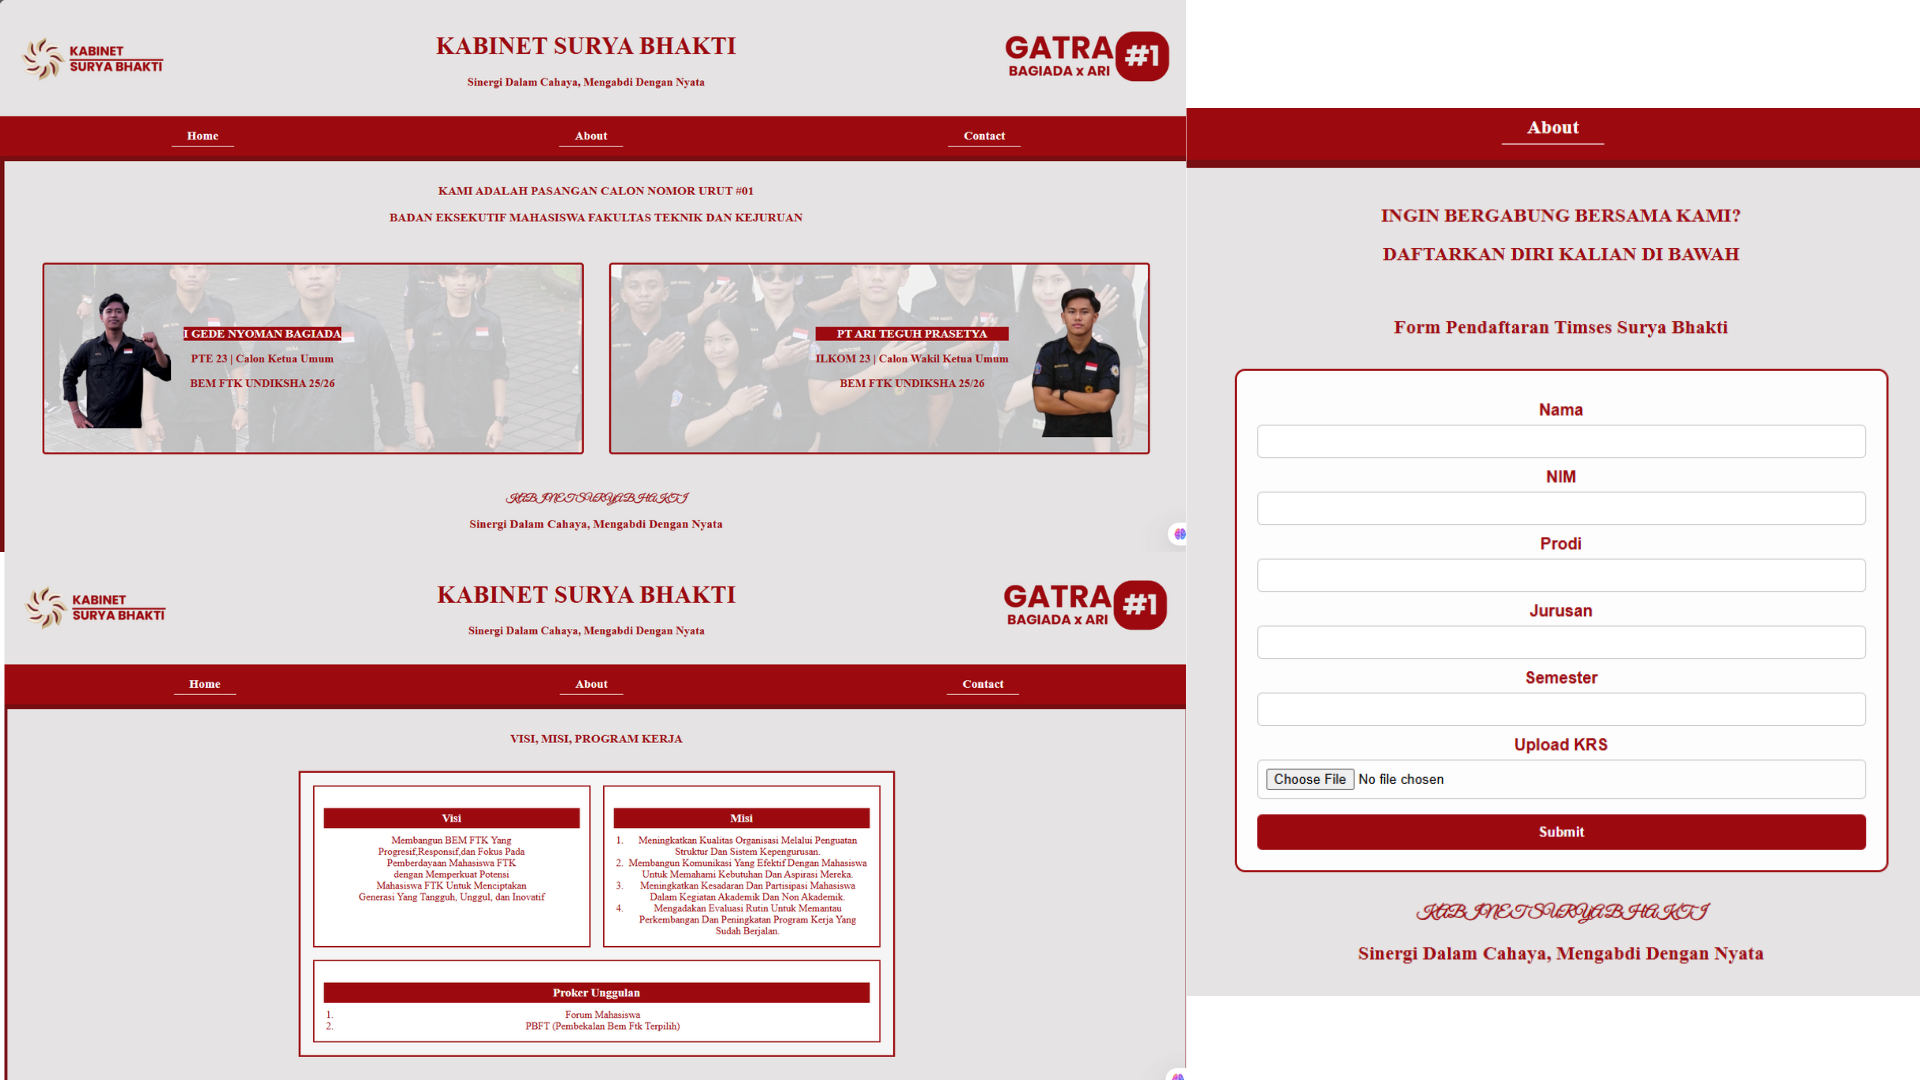 KABINET
SURYA BHAKTI
KABINET SURYA BHAKTI
Sinergi Dalam Cahaya, Mengabdi Dengan Nyata
GATRA #1
BAGIADA x ARI
Home
About
Contact
KAMI ADALAH PASANGAN CALON NOMOR URUT #01
BADAN EKSEKUTIF MAHASISWA FAKULTAS TEKNIK DAN KEJURUAN
I GEDE NYOMAN BAGIADA
PTE 23 | Calon Ketua Umum
BEM FTK UNDIKSHA 25/26
PT ARI TEGUH PRASETYA
ILKOM 23 | Calon Wakil Ketua Umum
BEM FTK UNDIKSHA 25/26
KABINET SURYA BHAKTI
Sinergi Dalam Cahaya, Mengabdi Dengan Nyata
KABINET
SURYA BHAKTI
KABINET SURYA BHAKTI
Sinergi Dalam Cahaya, Mengabdi Dengan Nyata
GATRA #1
BAGIADA x ARI
Home
About
Contact
VISI, MISI, PROGRAM KERJA
Visi
Membangun BEM FTK Yang
Progresif,Responsif,dan Fokus Pada
Pemberdayaan Mahasiswa FTK
dengan Memperkuat Potensi
Mahasiswa FTK Untuk Menciptakan
Generasi Yang Tangguh, Unggul, dan Inovatif
Misi
1. Meningkatkan Kualitas Organisasi Melalui Penguatan
Struktur Dan Sistem Kepengurusan.
2. Membangun Komunikasi Yang Efektif Dengan Mahasiswa
Untuk Memahami Kebutuhan Dan Aspirasi Mereka.
3. Meningkatkan Kesadaran Dan Partisipasi Mahasiswa
Dalam Kegiatan Akademik Dan Non Akademik.
4. Mengadakan Evaluasi Rutin Untuk Memantau
Perkembangan Dan Peningkatan Program Kerja Yang
Sudah Berjalan.
Proker Unggulan
1. Forum Mahasiswa
2. PBFT (Pembekalan Bem Ftk Terpilih)
About
INGIN BERGABUNG BERSAMA KAMI?
DAFTARKAN DIRI KALIAN DI BAWAH
Form Pendaftaran Timses Surya Bhakti
Nama
NIM
Prodi
Jurusan
Semester
Upload KRS
Choose File No file chosen
Submit
KABINET SURYA BHAKTI
Sinergi Dalam Cahaya, Mengabdi Dengan Nyata